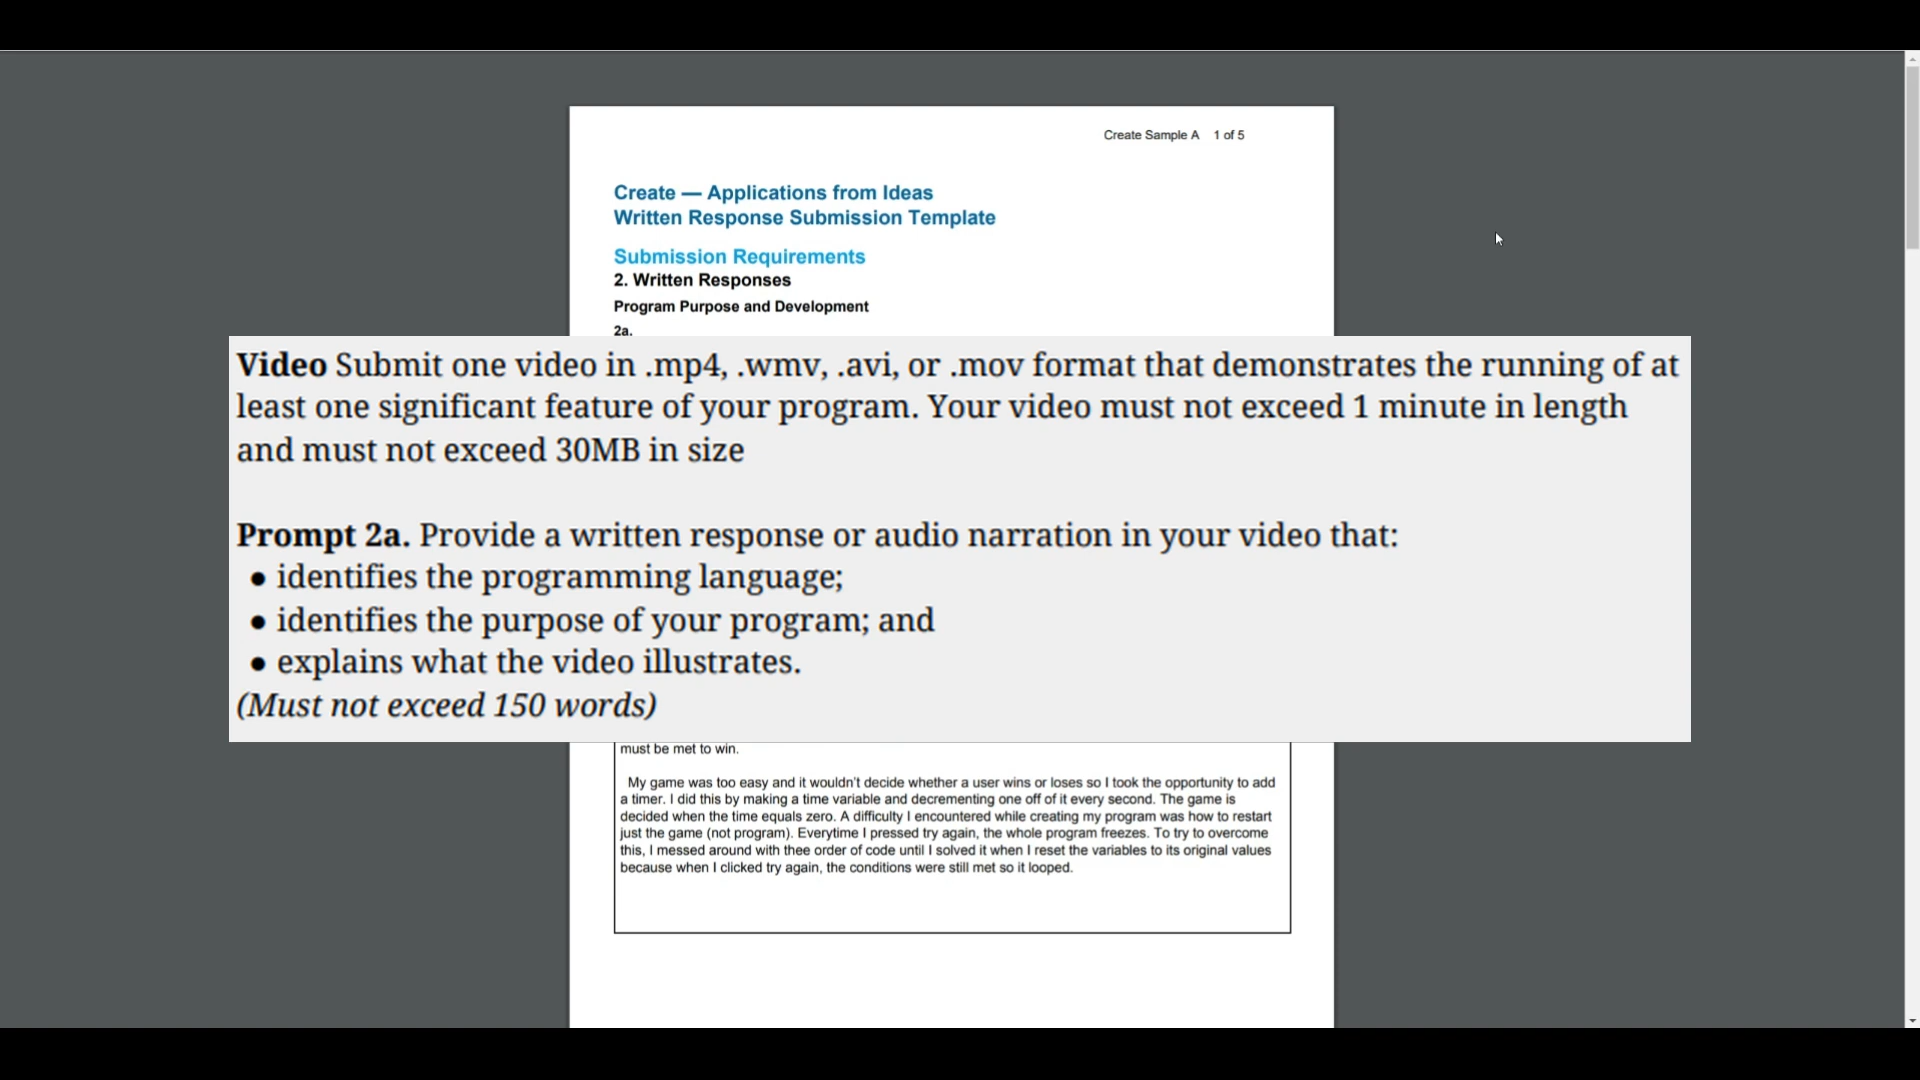 Create Sample A 1 of 5
Create — Applications from Ideas
Written Response Submission Template
Submission Requirements
2. Written Responses
Program Purpose and Development
2a.
Video Submit one video in .mp4, .wmv, .avi, or .mov format that demonstrates the running of at
least one significant feature of your program. Your video must not exceed 1 minute in length
and must not exceed 30MB in size
Prompt 2a. Provide a written response or audio narration in your video that:
● identifies the programming language;
● identifies the purpose of your program; and
● explains what the video illustrates.
(Must not exceed 150 words)
must be met to win.
My game was too easy and it wouldn't decide whether a user wins or loses so I took the opportunity to add
a timer. I did this by making a time variable and decrementing one off of it every second. The game is
decided when the time equals zero. A difficulty I encountered while creating my program was how to restart
just the game (not program). Everytime I pressed try again, the whole program freezes. To try to overcome
this, I messed around with thee order of code until I solved it when I reset the variables to its original values
because when I clicked try again, the conditions were still met so it looped.